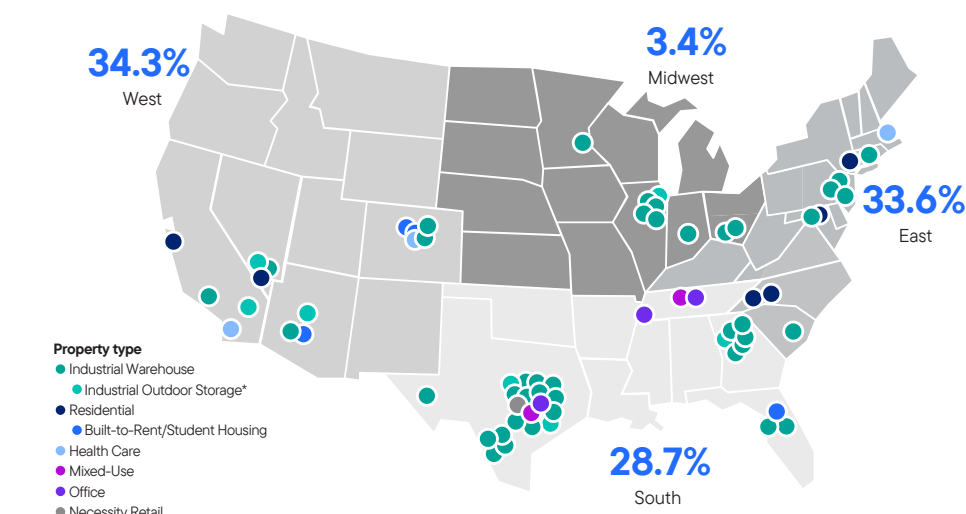 34.3%
West
3.4%
Midwest
33.6%
East
28.7%
South
Property type
Industrial Warehouse
Industrial Outdoor Storage*
Residential
Built-to-Rent/Student Housing
Health Care
Mixed-Use
Office
Necessity Retail